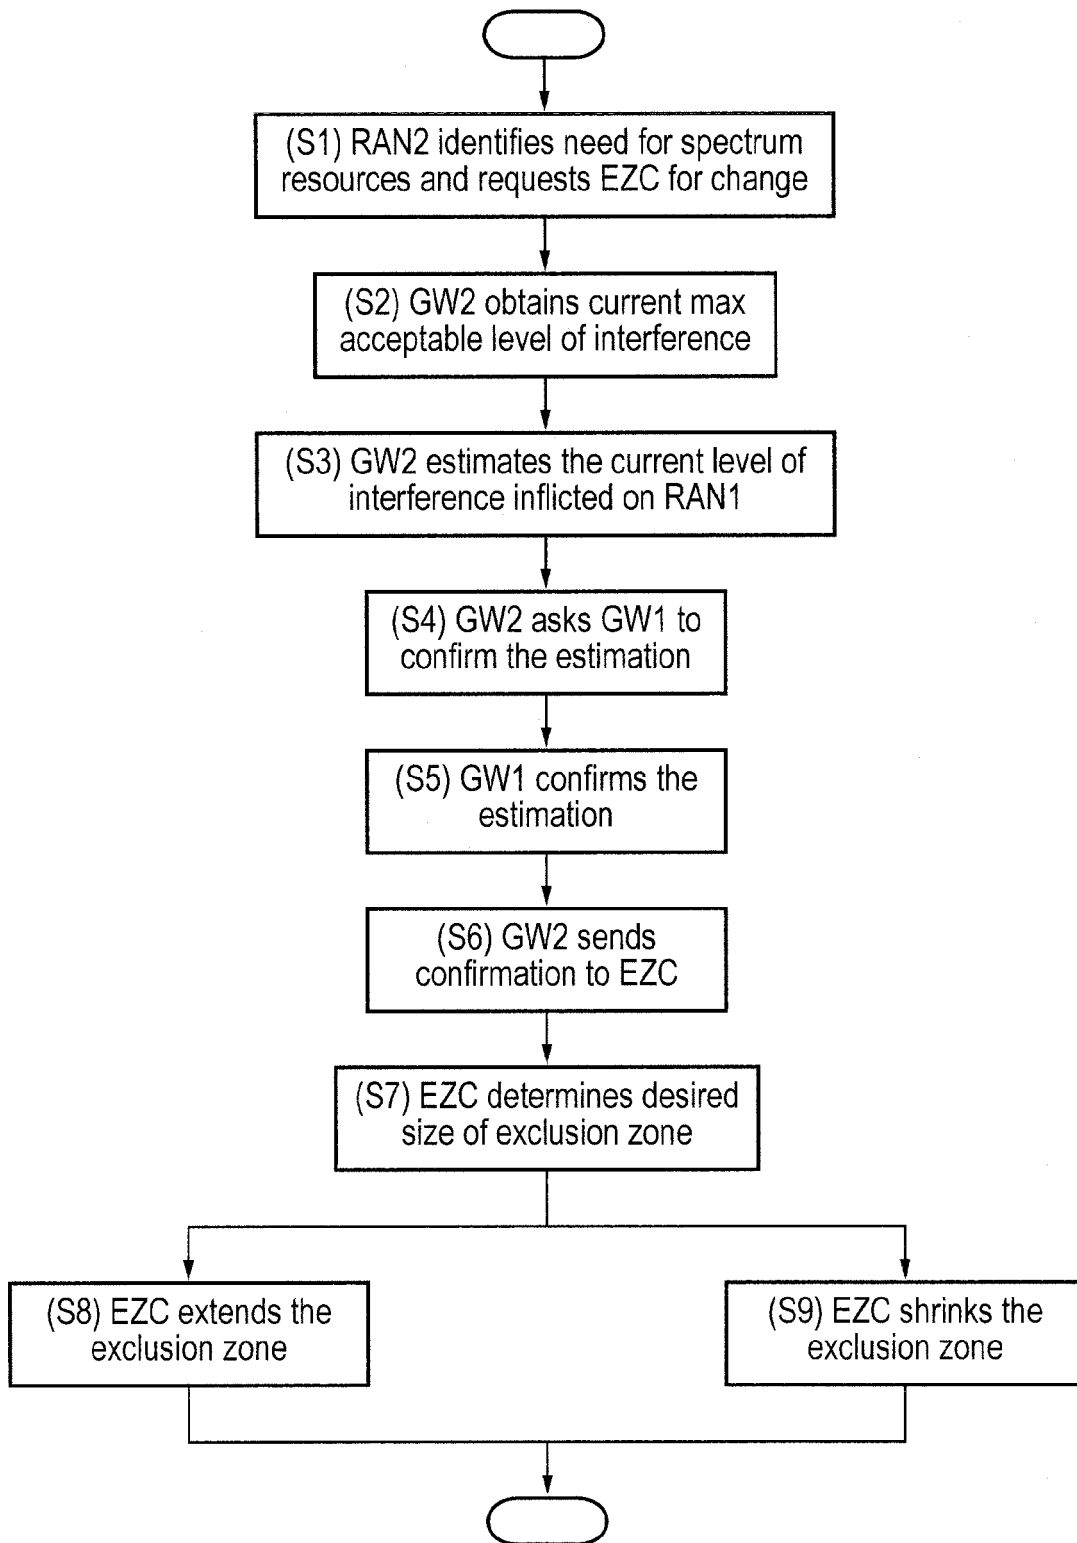 (S1) RAN2 identifies need for spectrum
resources and requests EZC for change
(S2) GW2 obtains current max
acceptable level of interference
(S3) GW2 estimates the current level of
interference inflicted on RAN1
(S4) GW2 asks GW1 to
confirm the estimation
(S5) GW1 confirms the
estimation
(S6) GW2 sends
confirmation to EZC
(S7) EZC determines desired
size of exclusion zone
(S8) EZC extends the
exclusion zone
(S9) EZC shrinks the
exclusion zone